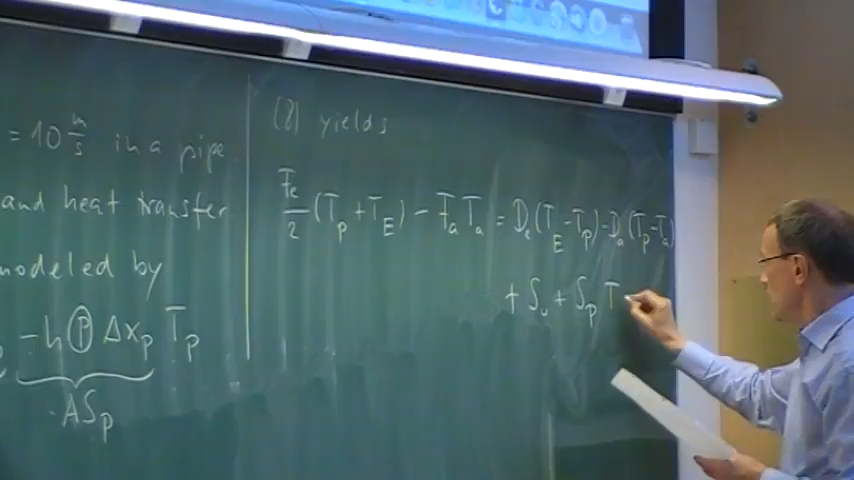 = 10 m/s in a pipe
and heat transfer
modeled by
- h Ⓟ Δx_P T_P
· A S_P
(8) yields
F_e/2 (T_P + T_E) - F_a T_a = D_e (T_E - T_P) - D_a (T_P - T_a)
+ S_u + S_P T